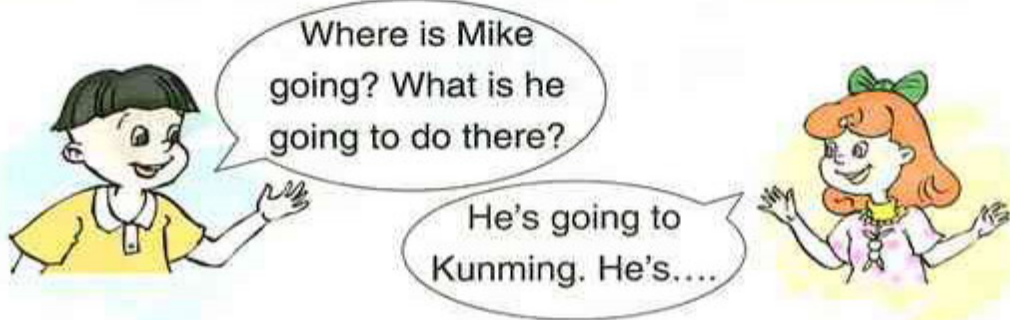 Where is Mike
going? What is he
going to do there?
He's going to
Kunming. He's....